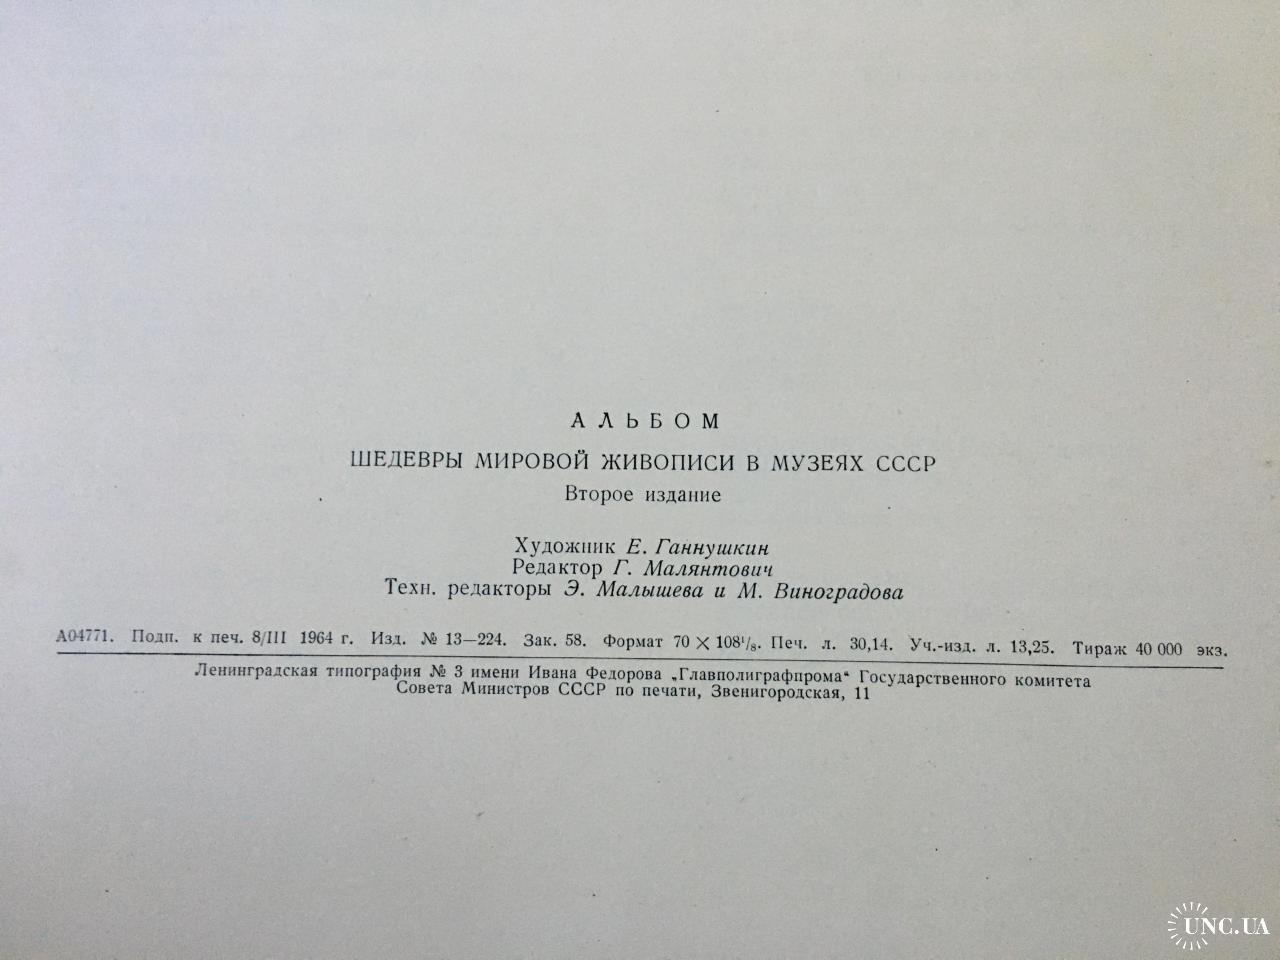 АЛЬБОМ
ШЕДЕВРЫ МИРОВОЙ ЖИВОПИСИ В МУЗЕЯХ СССР
Второе издание
Художник Е. Ганнушкин
Редактор Г. Малянтович
Техн. редакторы Э. Малышева и М. Виноградова
А04771. Подп. к печ. 8/III 1964 г. Изд. № 13—224. Зак. 58. Формат 70 × 108¹/₈. Печ. л. 30,14. Уч.-изд. л. 13,25. Тираж 40 000 экз.
Ленинградская типография № 3 имени Ивана Федорова „Главполиграфпрома“ Государственного комитета
Совета Министров СССР по печати, Звенигородская, 11
UNC.UA